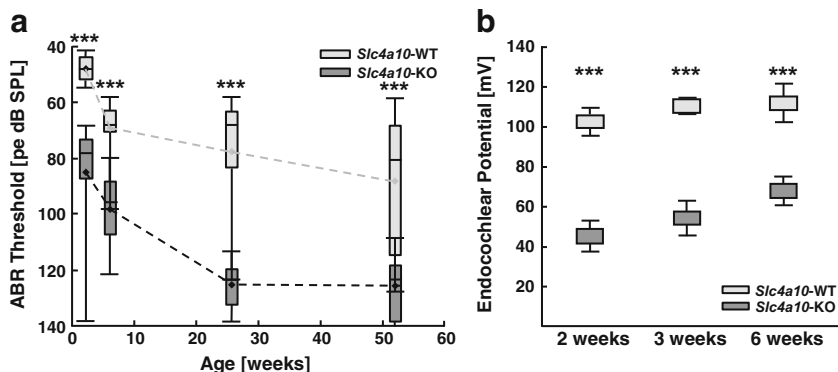 a
ABR Threshold [pe dB SPL]
40
60
80
100
120
140
***
***
***
***
Slc4a10-WT
Slc4a10-KO
0
10
20
30
40
50
60
Age [weeks]
b
Endocochlear Potential [mV]
140
120
100
80
60
40
20
***
***
***
Slc4a10-WT
Slc4a10-KO
2 weeks
3 weeks
6 weeks